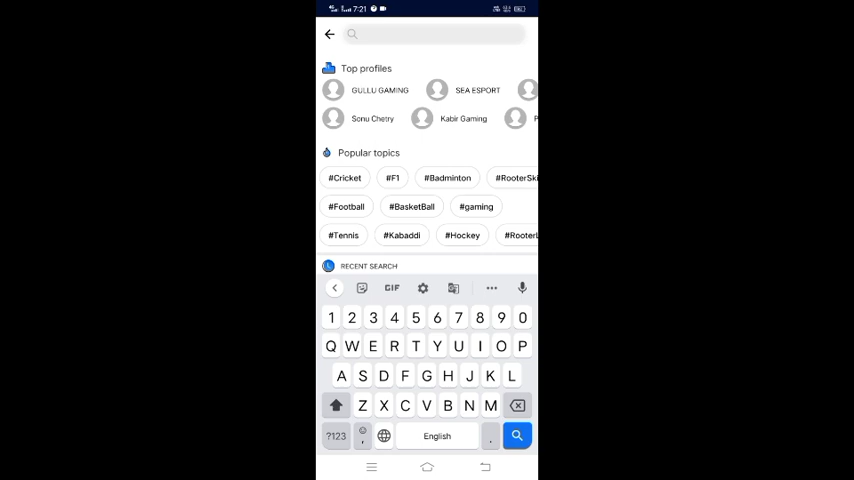 7:21
Top profiles
GULLU GAMING SEA ESPORT
Sonu Chetry Kabir Gaming P
Popular topics
#Cricket #F1 #Badminton #RooterSki
#Football #BasketBall #gaming
#Tennis #Kabaddi #Hockey #Rooter
RECENT SEARCH
GIF
1 2 3 4 5 6 7 8 9 0
Q W E R T Y U I O P
A S D F G H J K L
Z X C V B N M
?123 , English .